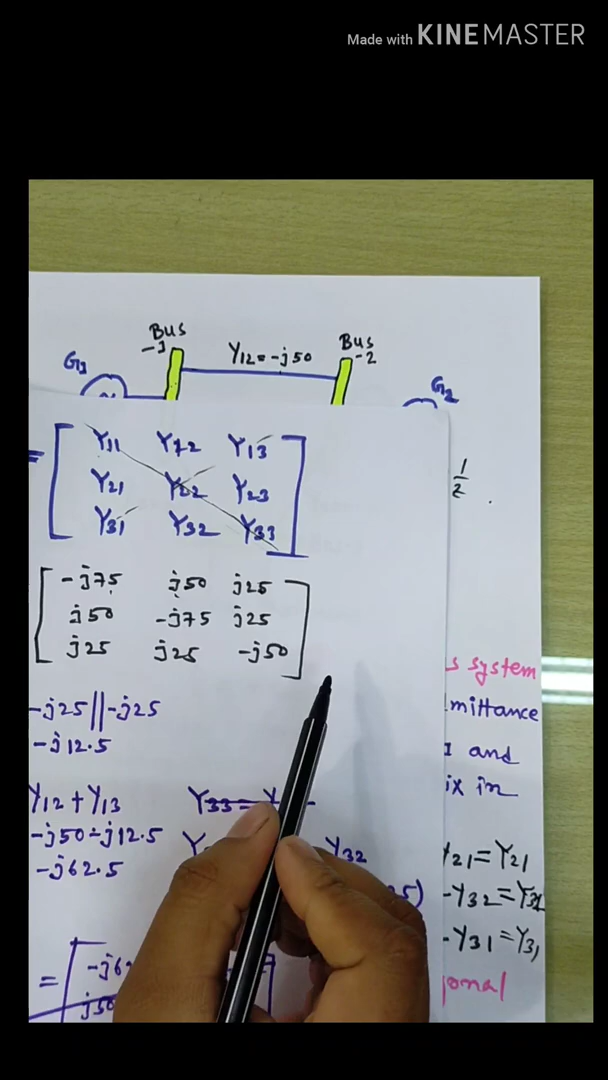 Made with KINEMASTER
Bus
-1
Y12=-j50
Bus
-2
G1
G2
= [ Y11 Y12 Y13
Y21 Y22 Y23
Y31 Y32 Y33 ]
1/2 .
[ -j75 j50 j25
j50 -j75 j25
j25 j25 -j50 ]
s system
-j25||-j25
mittance
-j12.5
I and
Y12 + Y13
ix in
-j50-j12.5
Y32
Y21=Y21
-j62.5
-Y32=Y32
-Y31=Y31
gonal
= [ -j6
j50